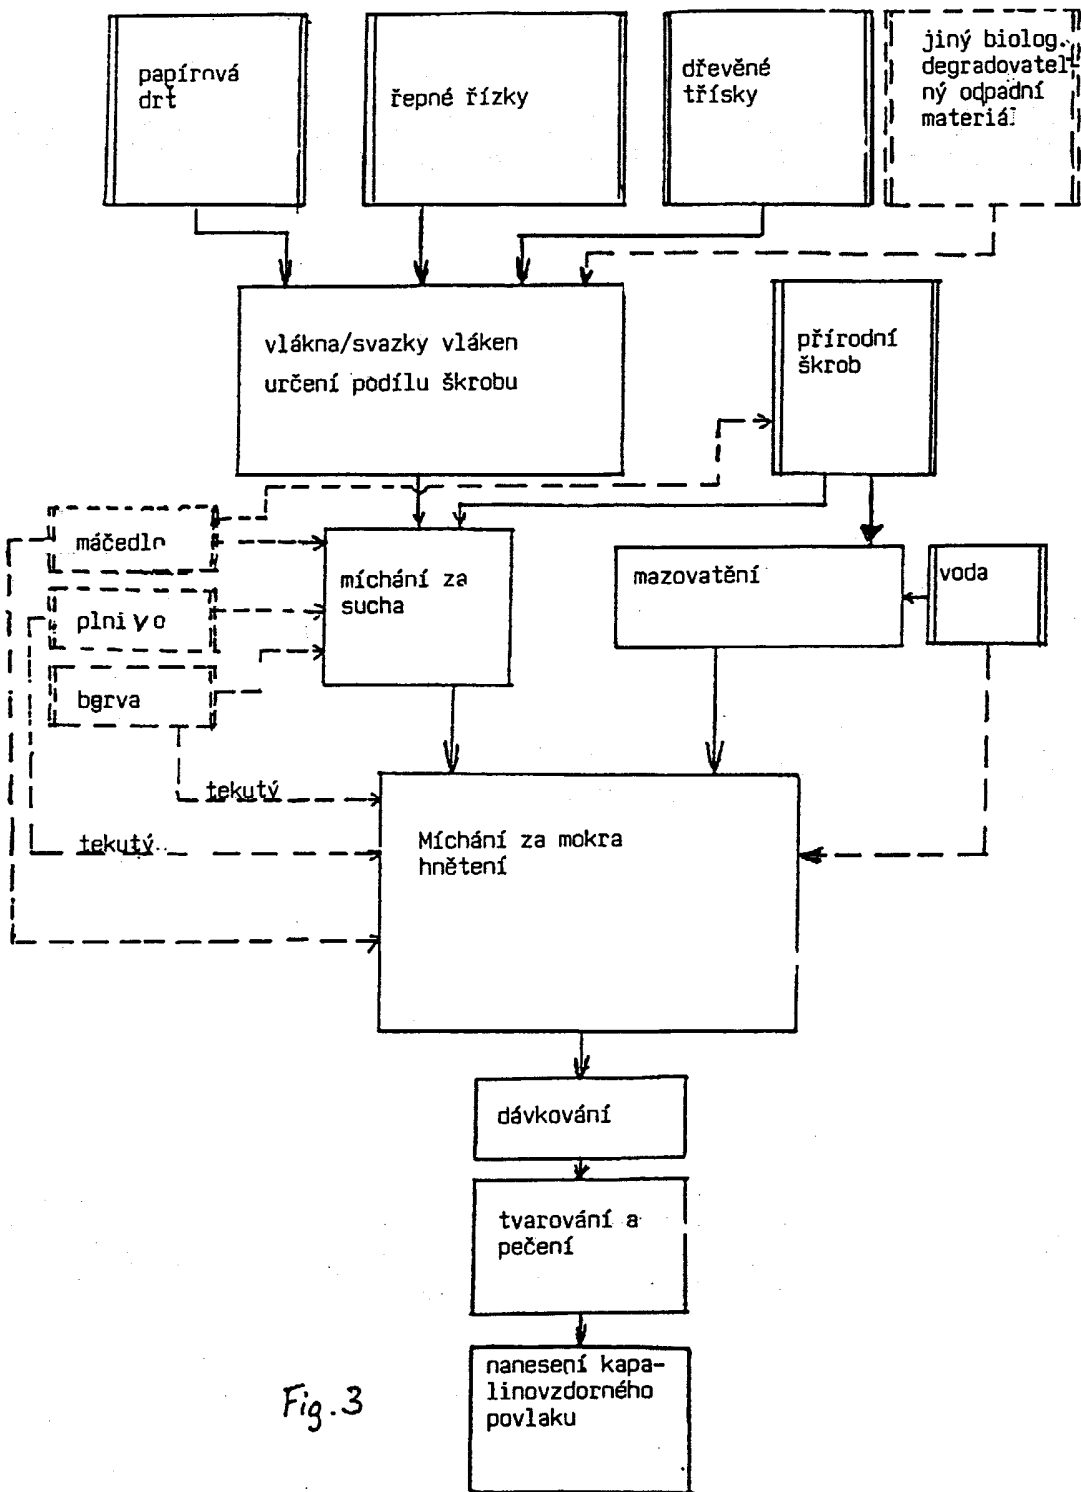 papírová
drť
řepné řízky
dřevěné
třísky
jiný biolog.
degradovatel-
ný odpadní
materiál
vlákna/svazky vláken
určení podílu škrobu
přírodní
škrob
máčedlo
plnivo
barva
míchání za
sucha
mazovatění
voda
tekutý
tekutý
Míchání za mokra
hnětení
dávkování
tvarování a
pečení
nanesení kapa-
linovzdorného
povlaku
Fig. 3